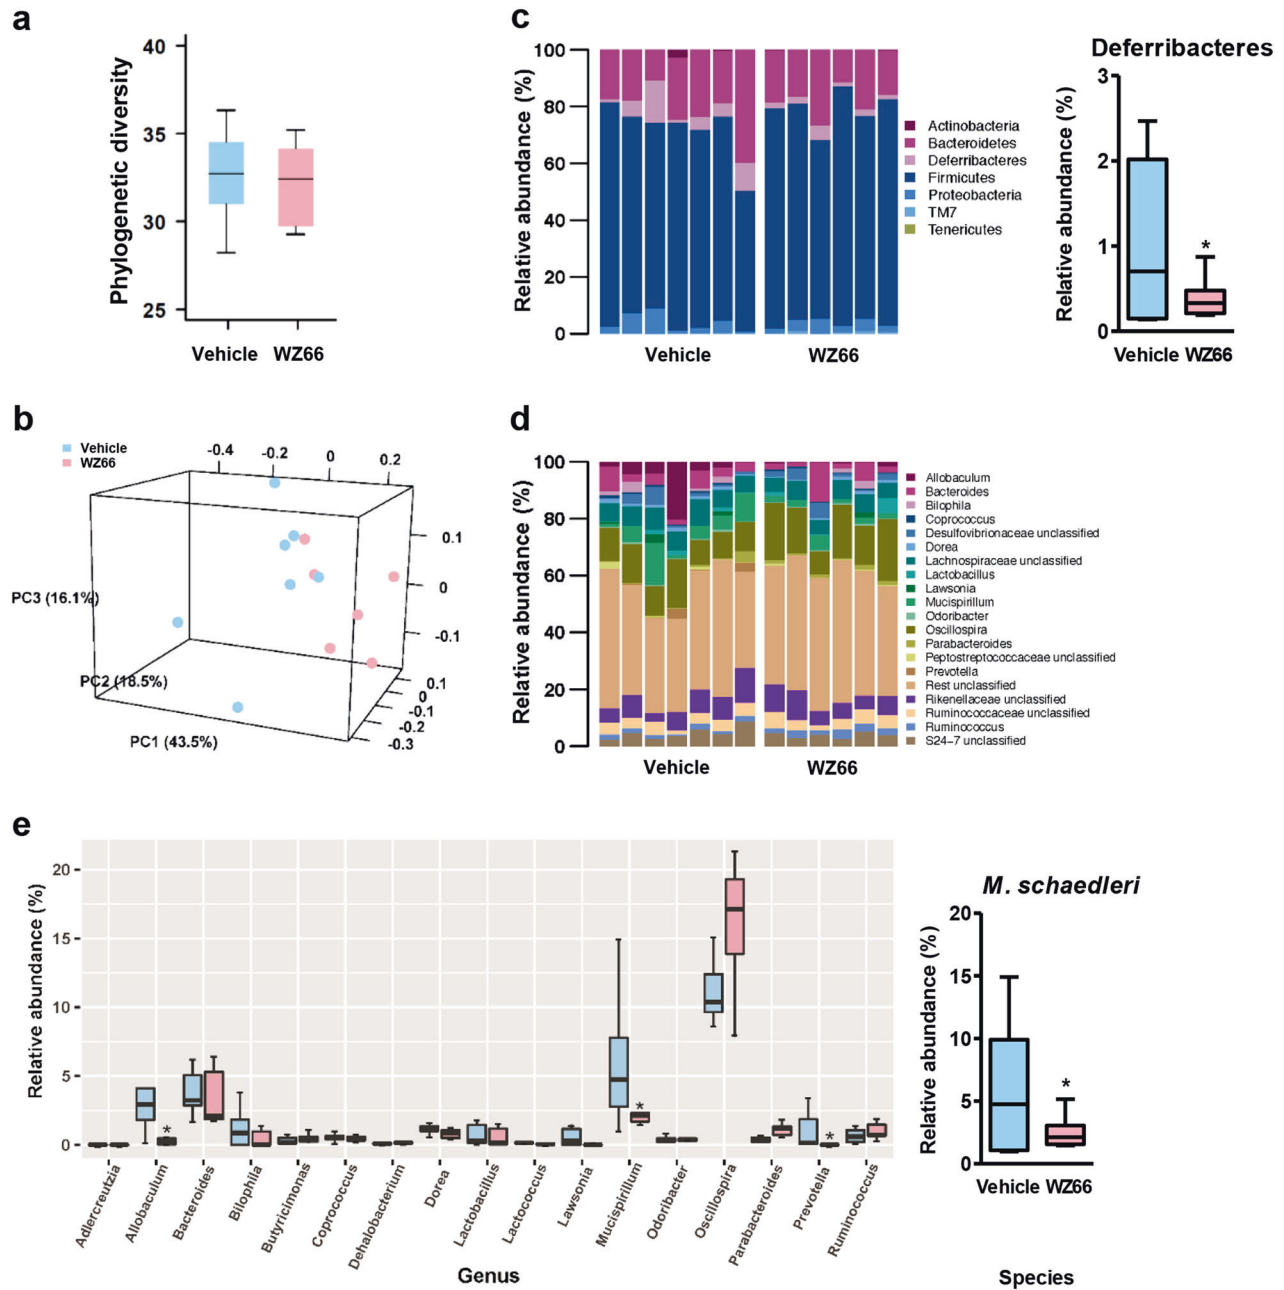 a
40
35
30
25
Phylogenetic diversity
Vehicle WZ66
c
100
80
60
40
20
0
Relative abundance (%)
Vehicle WZ66
Actinobacteria
Bacteroidetes
Deferribacteres
Firmicutes
Proteobacteria
TM7
Tenericutes
Deferribacteres
3
2
1
0
Relative abundance (%)
*
Vehicle WZ66
b
Vehicle
WZ66
-0.4 -0.2 0 0.2
0.1
0
-0.1
PC3 (16.1%)
PC2 (18.5%)
PC1 (43.5%)
0.1
0
-0.1
-0.2
-0.3
d
100
80
60
40
20
0
Relative abundance (%)
Vehicle WZ66
Allobaculum
Bacteroides
Bilophila
Coprococcus
Desulfovibrionaceae unclassified
Dorea
Lachnospiraceae unclassified
Lactobacillus
Lawsonia
Mucispirillum
Odoribacter
Oscillospira
Parabacteroides
Peptostreptococcaceae unclassified
Prevotella
Rest unclassified
Rikenellaceae unclassified
Ruminococcaceae unclassified
Ruminococcus
S24-7 unclassified
e
20
15
10
5
0
Relative abundance (%)
* * *
Adlercreutzia
Allobaculum
Bacteroides
Bilophila
Butyricimonas
Coprococcus
Dehalobacterium
Dorea
Lactobacillus
Lactococcus
Lawsonia
Mucispirillum
Odoribacter
Oscillospira
Parabacteroides
Prevotella
Ruminococcus
Genus
M. schaedleri
20
15
10
5
0
Relative abundance (%)
*
Vehicle WZ66
Species